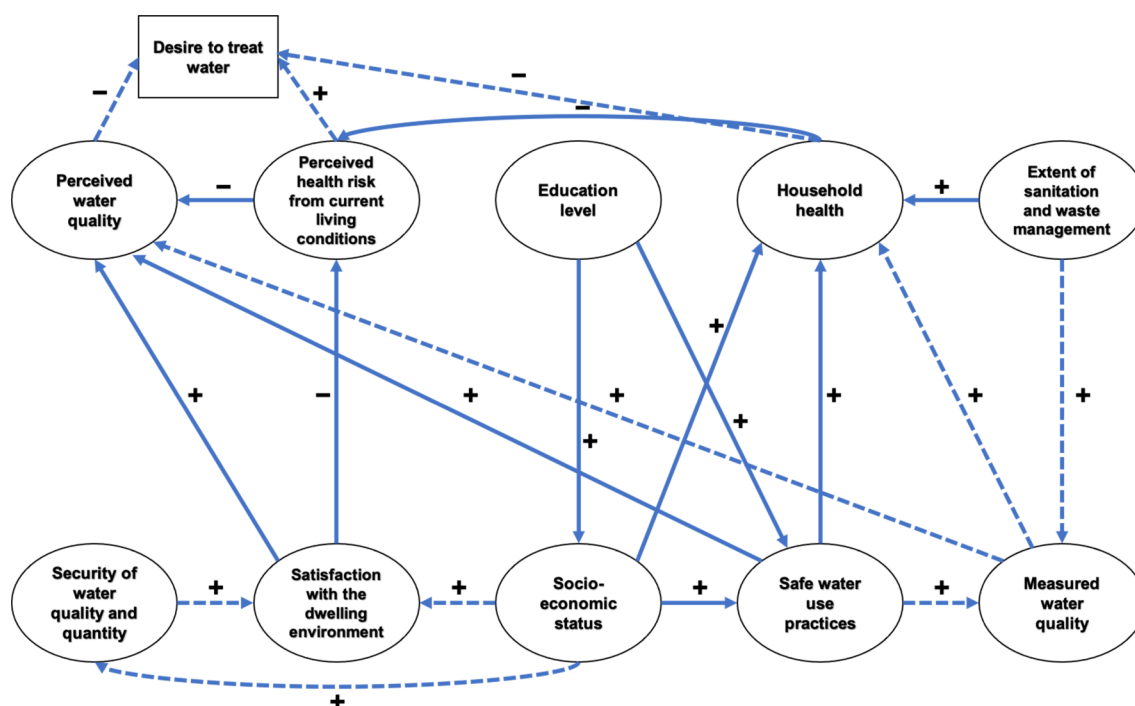 Desire to treat
water
−
+
−
−
Perceived
water
quality
−
Perceived
health risk
from current
living
conditions
Education
level
Household
health
+
Extent of
sanitation
and waste
management
+
+
−
+
+
+
+
+
+
+
Security of
water
quality and
quantity
+
Satisfaction
with the
dwelling
environment
+
Socio-
economic
status
+
Safe water
use
practices
+
Measured
water
quality
+